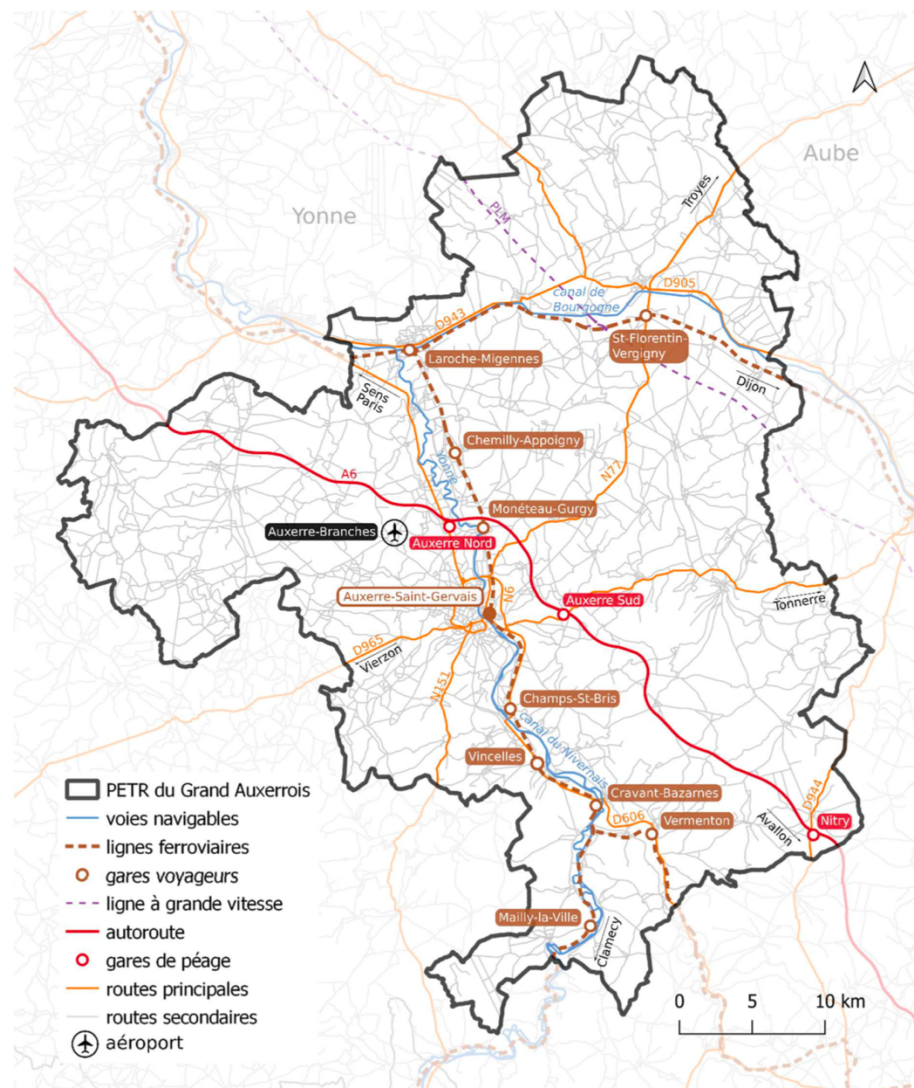 Aube
Yonne
Troyes
PLM
canal de
Bourgogne
D905
D943
St-Florentin-
Vergigny
Laroche-Migennes
Dijon
Sens
Paris
Chemilly-Appoigny
Yonne
N77
A6
Monéteau-Gurgy
Auxerre-Branches
Auxerre Nord
Auxerre-Saint-Gervais
N6
Auxerre Sud
Tonnerre
D965
Vierzon
N151
Champs-St-Bris
canal du Nivernais
Vincelles
Cravant-Bazarnes
D944
D606
Vermenton
Avallon
Nitry
Mailly-la-Ville
Clamecy
PETR du Grand Auxerrois
voies navigables
lignes ferroviaires
gares voyageurs
ligne à grande vitesse
autoroute
gares de péage
routes principales
routes secondaires
aéroport
0 5 10 km